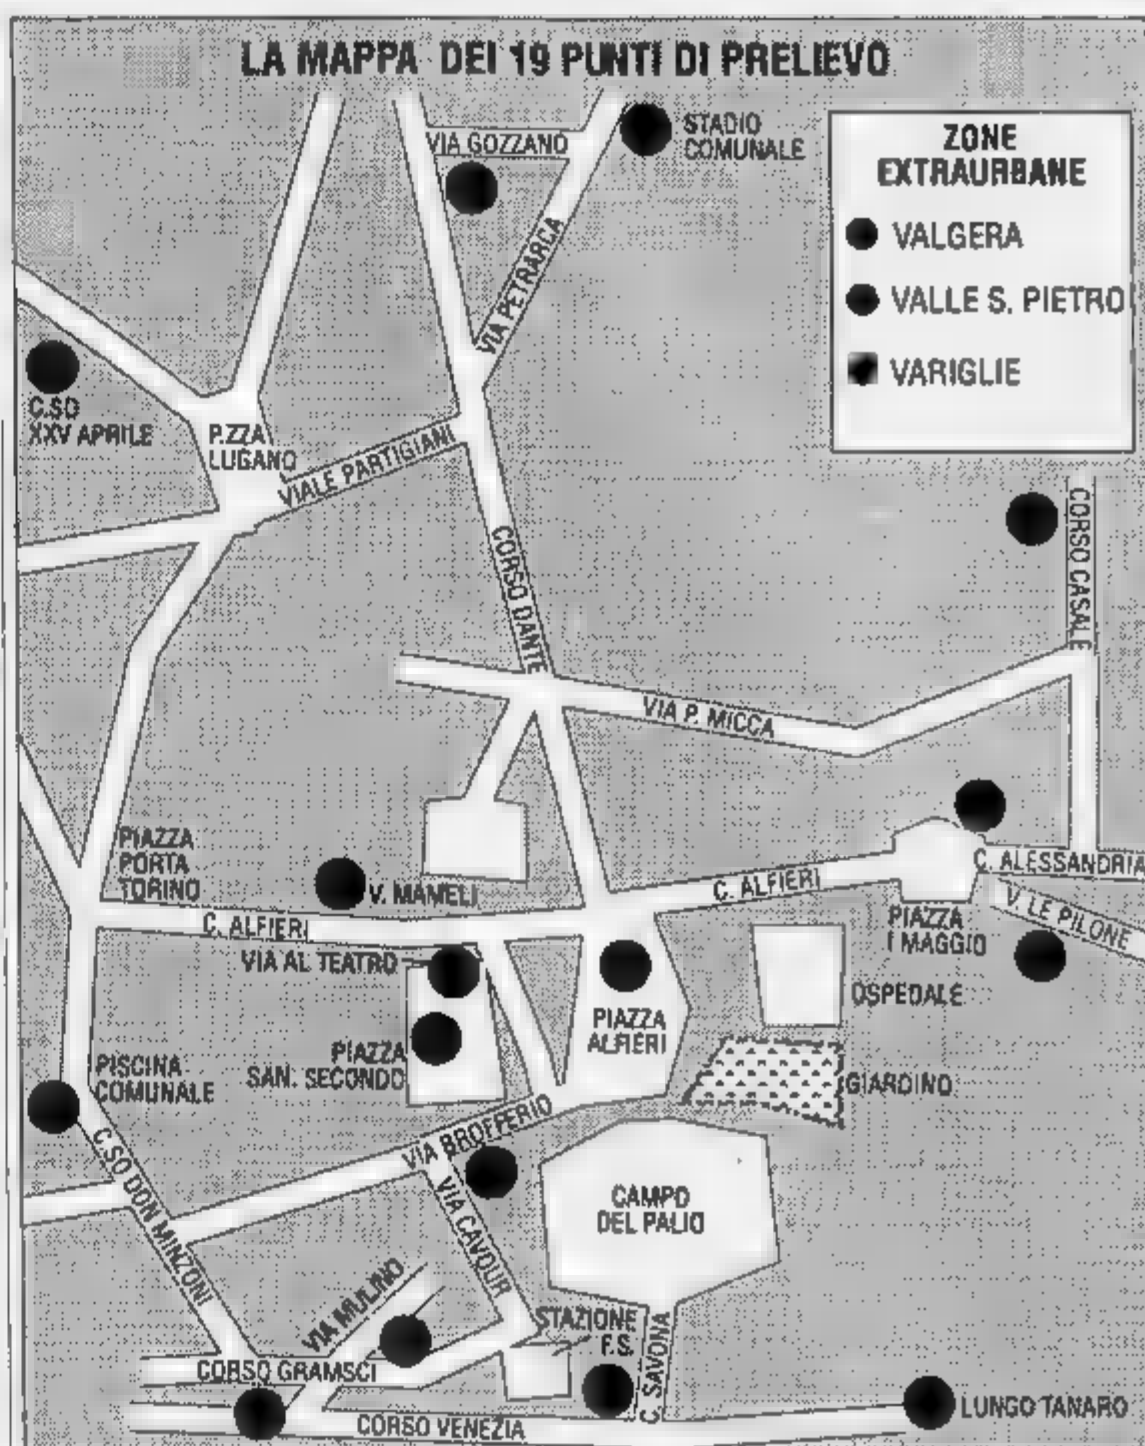 LA MAPPA DEI 19 PUNTI DI PRELIEVO
VIA GOZZANO
STADIO
COMUNALE
ZONE
EXTRAURBANE
VALGERA
VALLE S. PIETRO
VARIGLIE
VIA PETRARCA
C.SO
XXV APRILE
P.ZZA
LUGANO
VIALE PARTIGIANI
CORSO DANTE
CORSO CASALE
VIA P. MICCA
PIAZZA
PORTA
TORINO
V. MAMELI
C. ALFIERI
C. ALFIERI
C. ALESSANDRIA
V. LE PILONE
PIAZZA
I MAGGIO
VIA AL TEATRO
PIAZZA
SAN. SECONDO
PIAZZA
ALFIERI
OSPEDALE
GIARDINO
PISCINA
COMUNALE
C.SO DON MINZONI
VIA BROFFERIO
VIA CAVOUR
CAMPO
DEL PALIO
VIA MULINO
STAZIONE
F.S.
C. SAVONA
CORSO GRAMSCI
CORSO VENEZIA
LUNGO TANARO